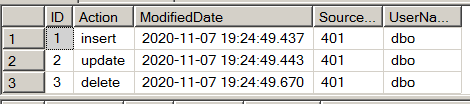 ID Action ModifiedDate Source... UserNa...
1 1 insert 2020-11-07 19:24:49.437 401 dbo
2 2 update 2020-11-07 19:24:49.443 401 dbo
3 3 delete 2020-11-07 19:24:49.670 401 dbo